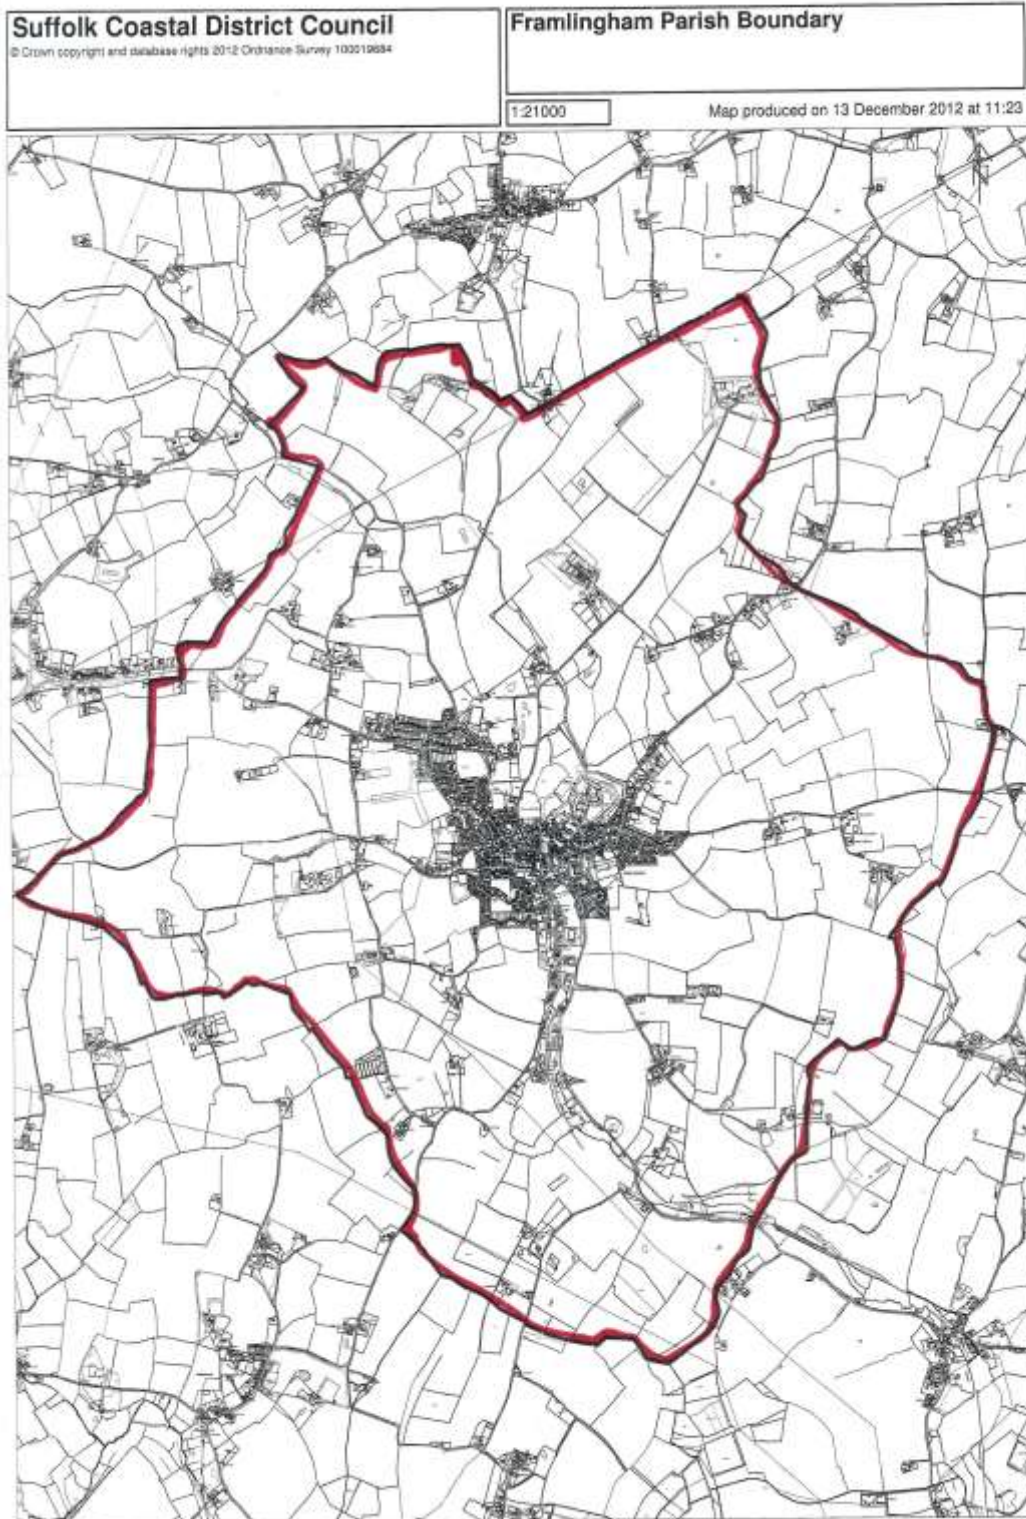 Suffolk Coastal District Council
© Crown copyright and database rights 2012 Ordnance Survey 100019684
Framlingham Parish Boundary
1:21000
Map produced on 13 December 2012 at 11:23